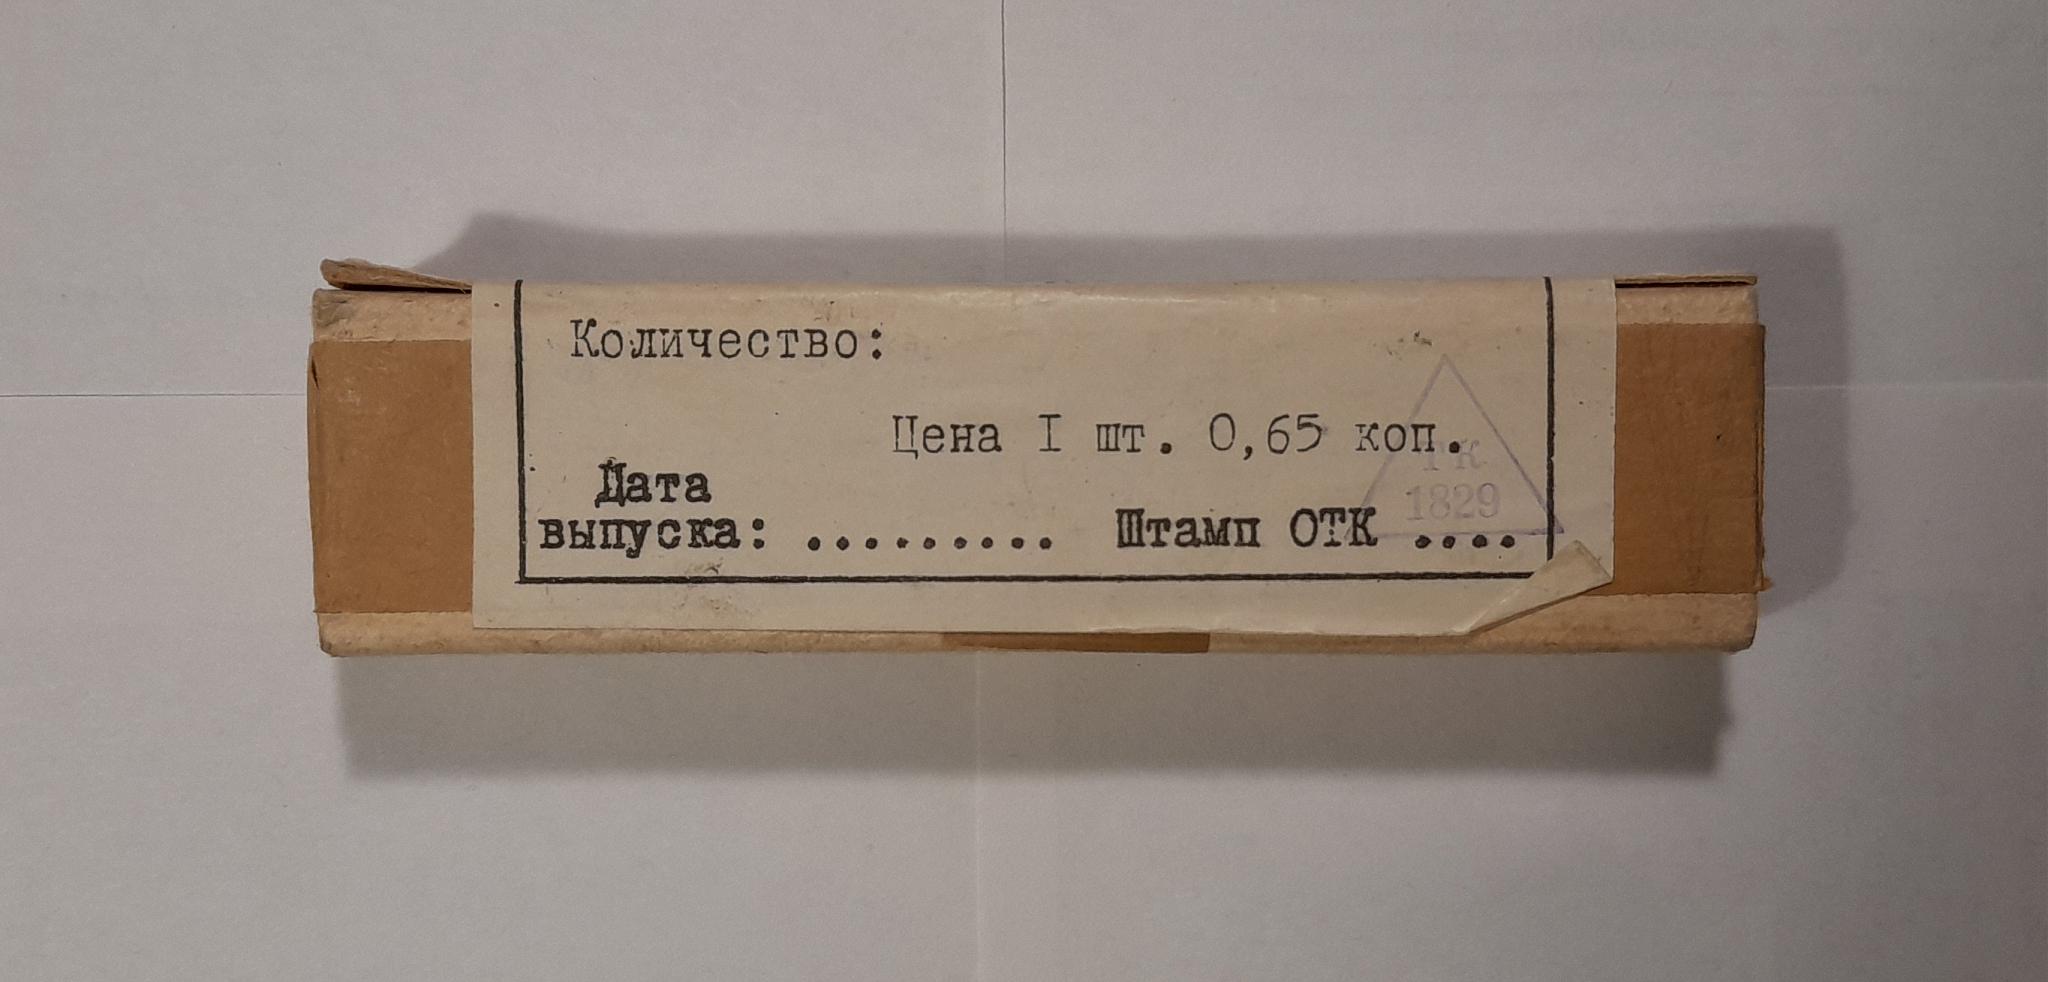 Количество:
Цена I шт. 0,65 коп.
Дата
выпуска: ......... Штамп ОТК ....
1829